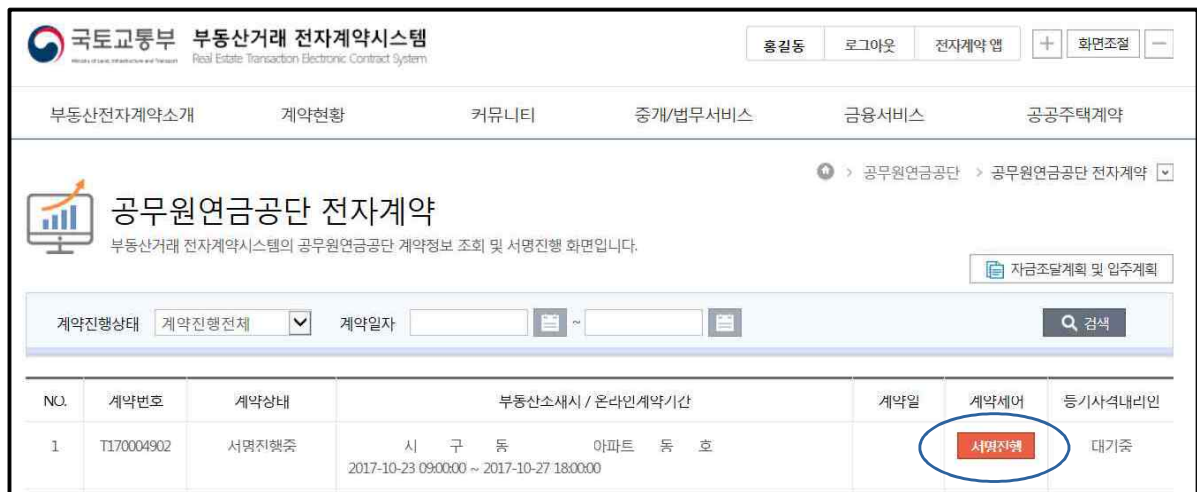 국토교통부 부동산거래 전자계약시스템
Ministry of Land, Infrastructure and Transport Real Estate Transaction Electronic Contract System
홍길동 로그아웃 전자계약 앱 + 화면조절 -
부동산전자계약소개 계약현황 커뮤니티 중개/법무서비스 금융서비스 공공주택계약
> 공무원연금공단 > 공무원연금공단 전자계약
공무원연금공단 전자계약
부동산거래 전자계약시스템의 공무원연금공단 계약정보 조회 및 서명진행 화면입니다.
자금조달계획 및 입주계획
계약진행상태 계약진행전체 계약일자 ~ 검색
NO. 계약번호 계약상태 부동산소재지 / 온라인계약기간 계약일 계약제어 등기자격대리인
1 T170004902 서명진행중 시 구 동 아파트 동 호 서명진행 대기중
2017-10-23 09:00:00 ~ 2017-10-27 18:00:00